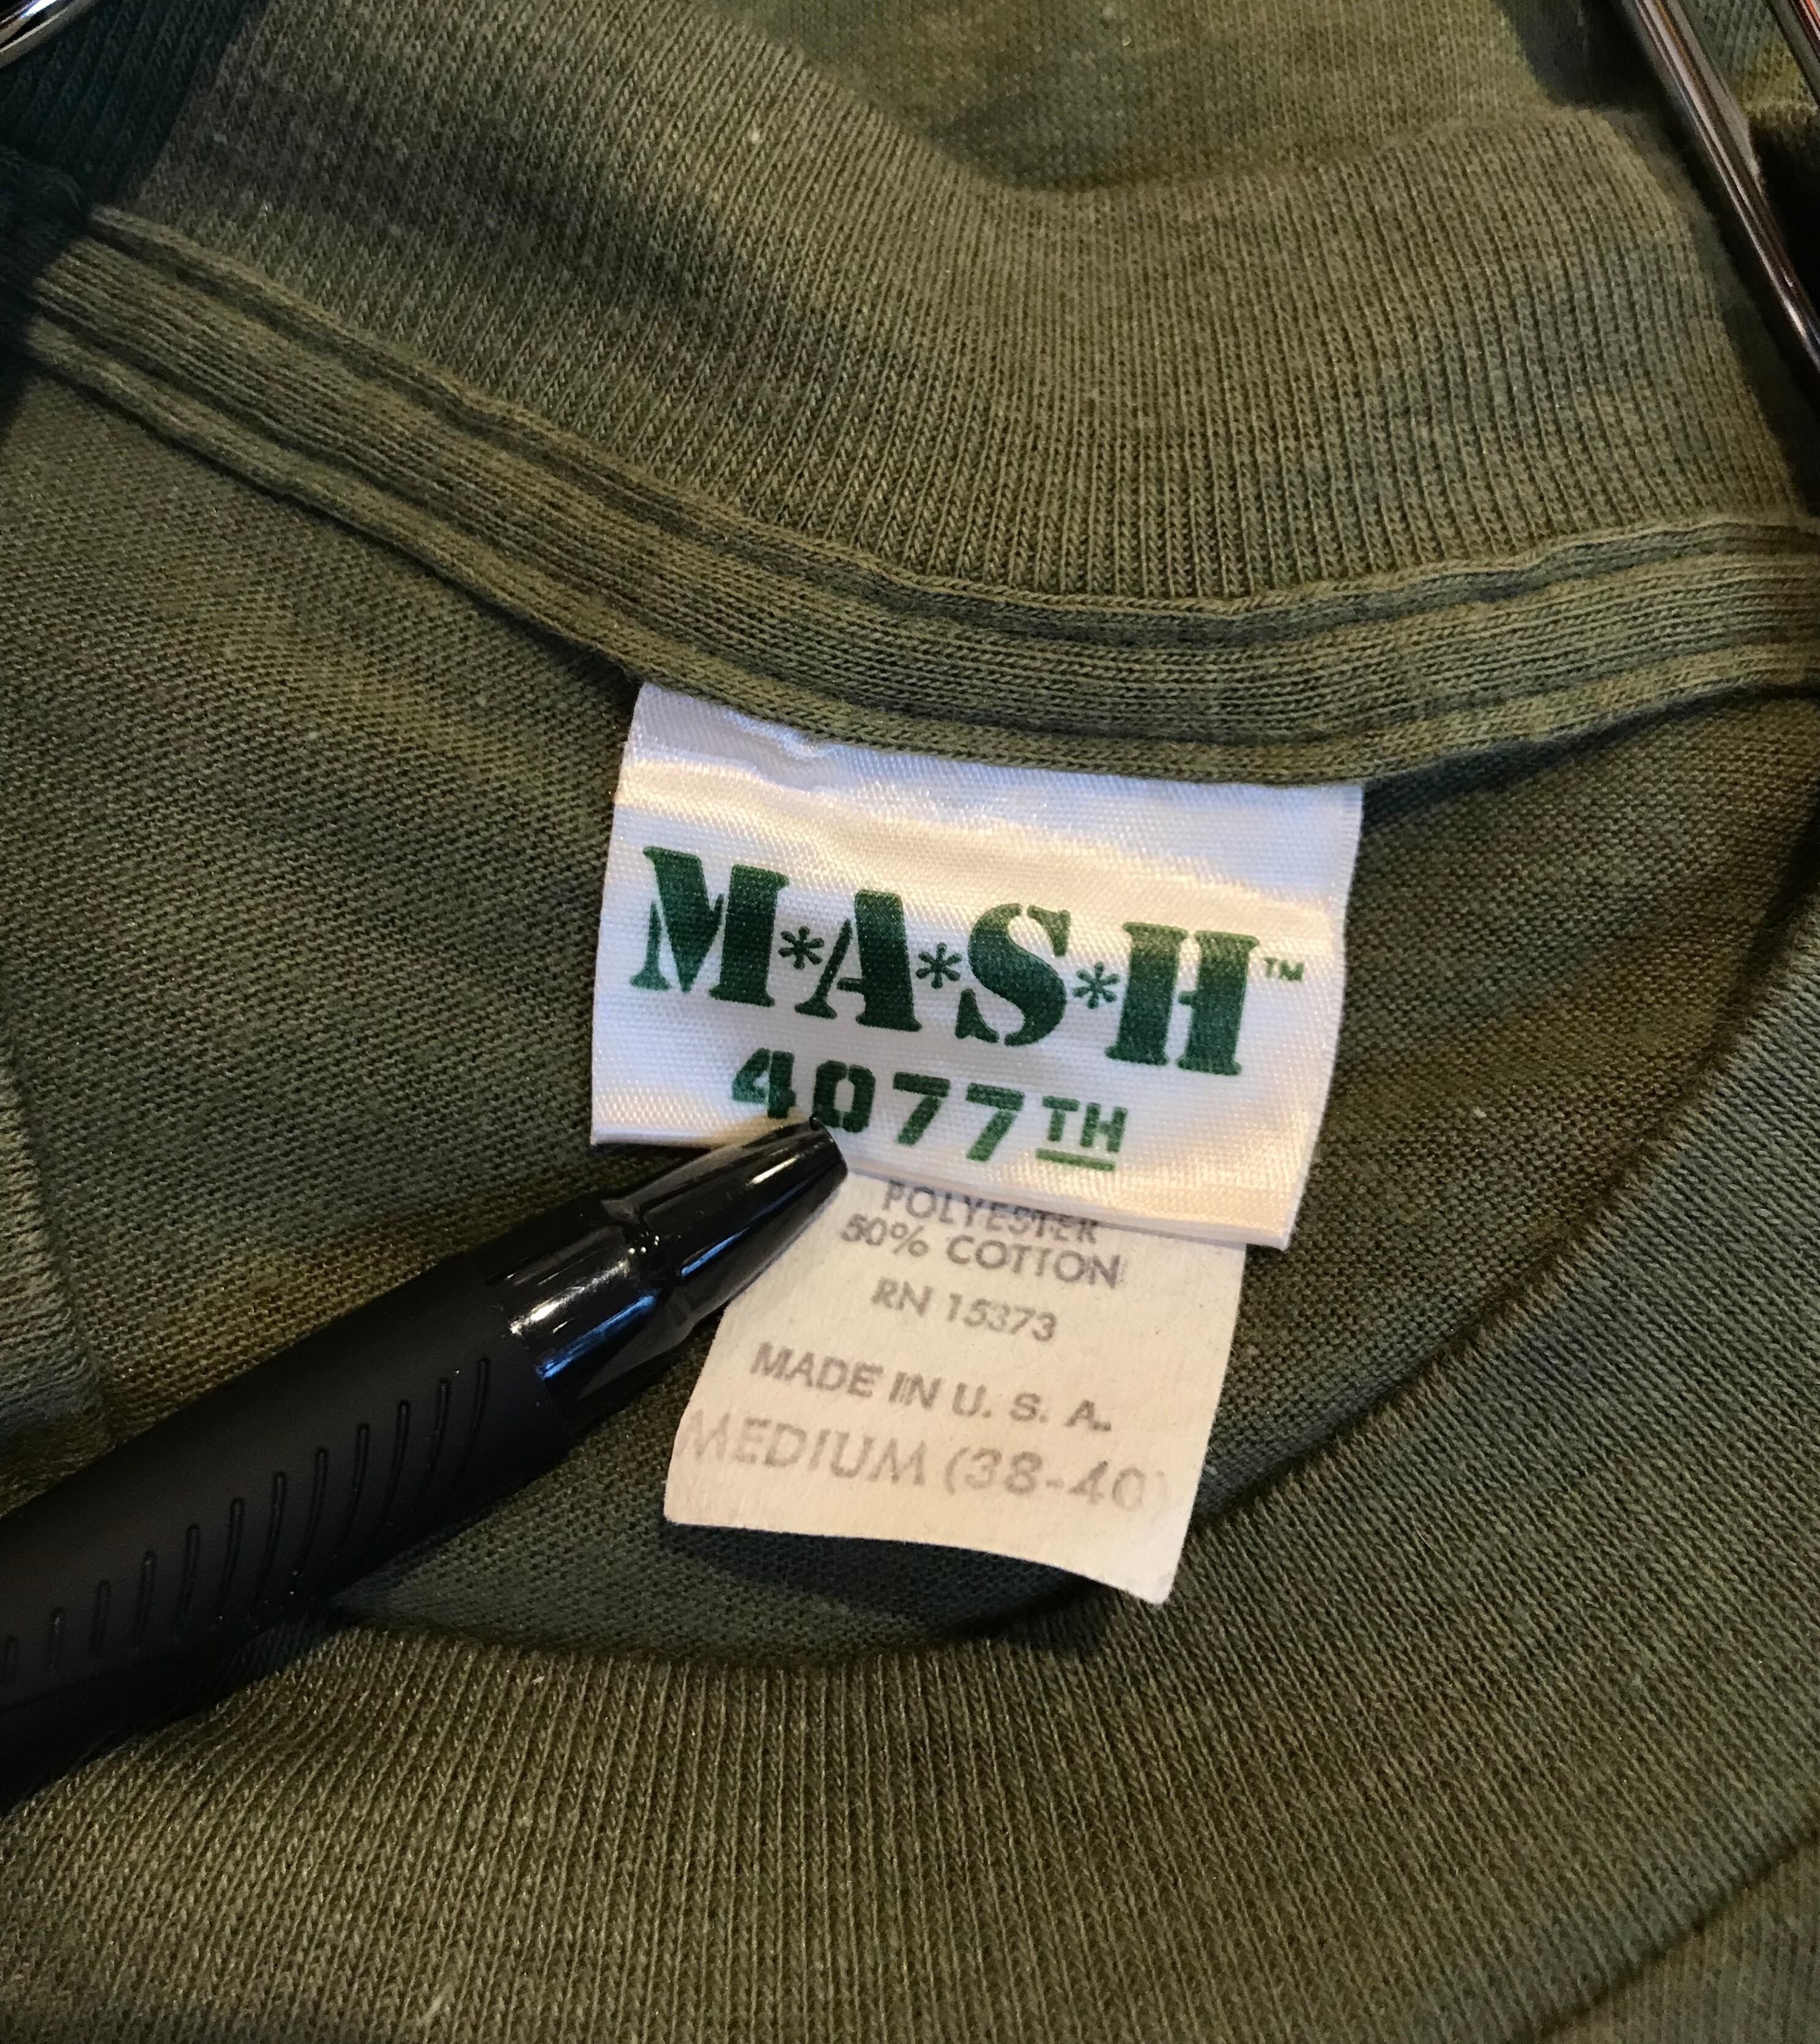 M*A*S*H™
4077TH
POLYESTER
50% COTTON
RN 15373
MADE IN U. S. A.
MEDIUM (38-40)